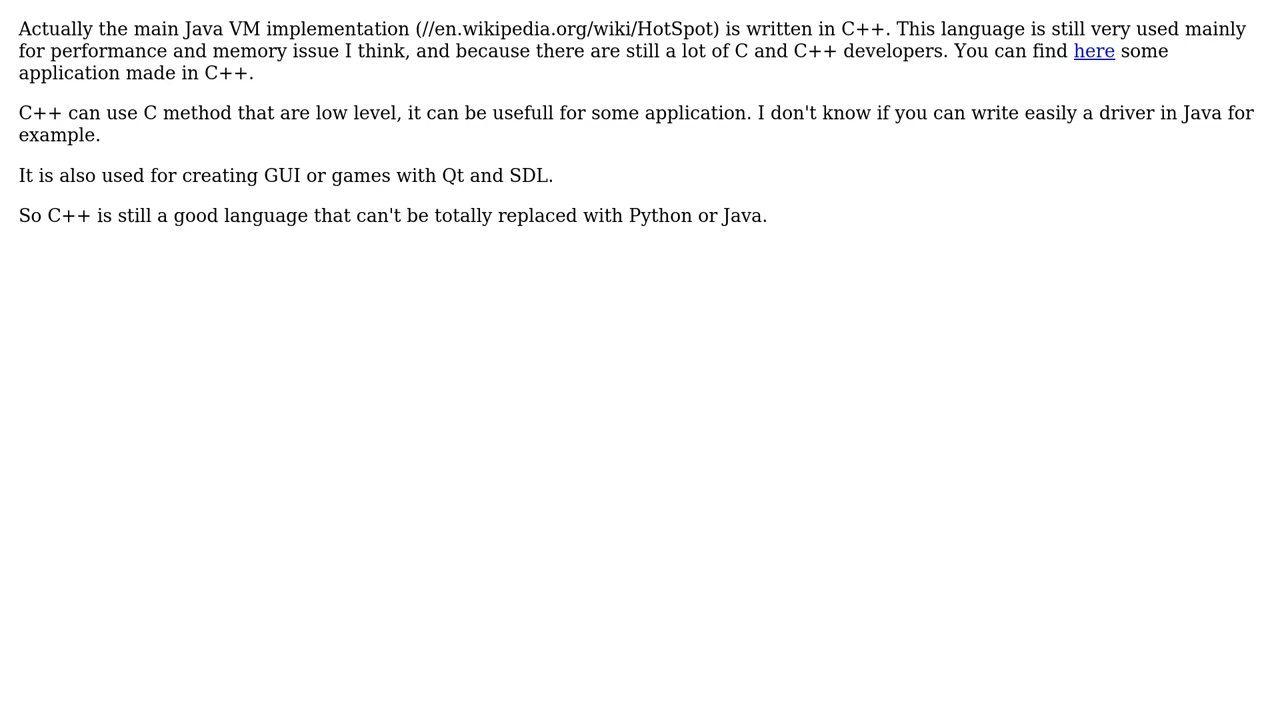 Actually the main Java VM implementation (//en.wikipedia.org/wiki/HotSpot) is written in C++. This language is still very used mainly
for performance and memory issue I think, and because there are still a lot of C and C++ developers. You can find here some
application made in C++.
C++ can use C method that are low level, it can be usefull for some application. I don't know if you can write easily a driver in Java for
example.
It is also used for creating GUI or games with Qt and SDL.
So C++ is still a good language that can't be totally replaced with Python or Java.